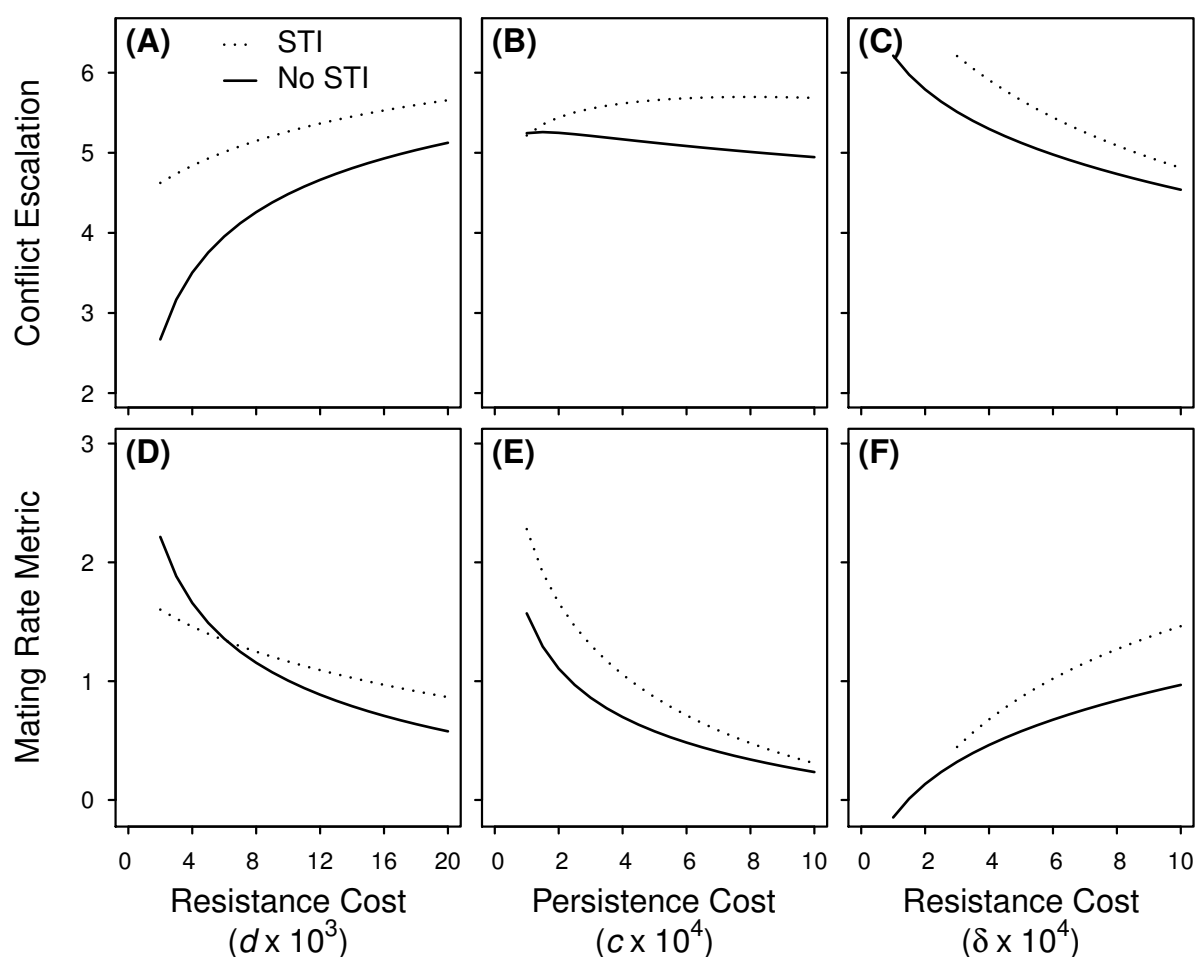 (A)
STI
No STI
(B)
(C)
Conflict Escalation
6
5
4
3
2
(D)
(E)
(F)
Mating Rate Metric
3
2
1
0
0 4 8 12 16 20
0 2 4 6 8 10
0 2 4 6 8 10
Resistance Cost
(d x 10³)
Persistence Cost
(c x 10⁴)
Resistance Cost
(δ x 10⁴)